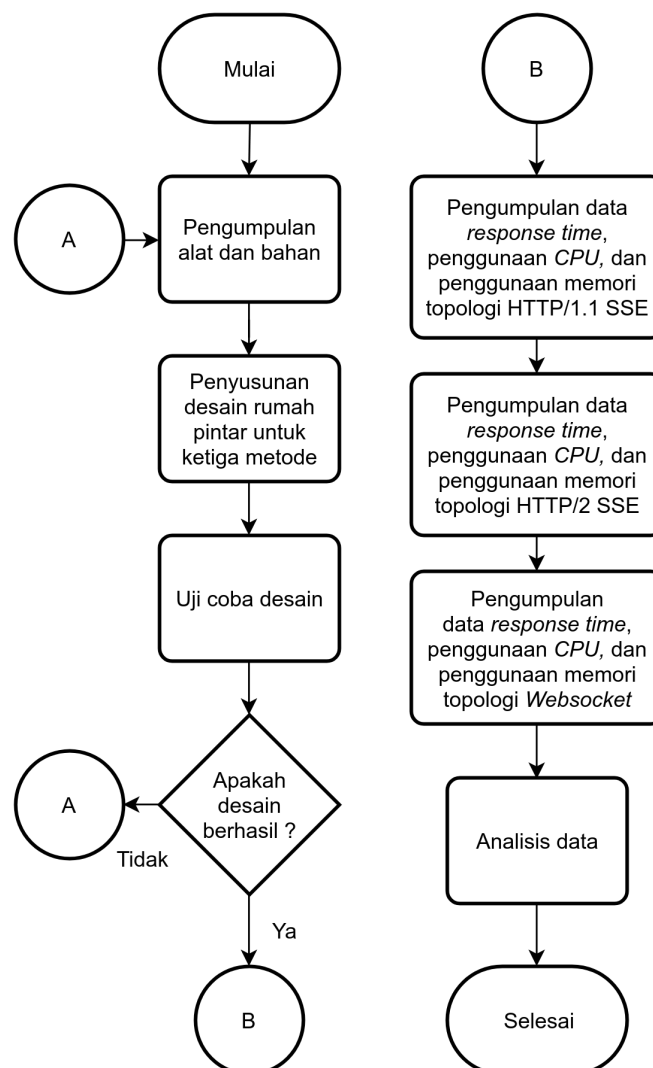 Mulai
A
Pengumpulan
alat dan bahan
Penyusunan
desain rumah
pintar untuk
ketiga metode
Uji coba desain
Apakah
desain
berhasil ?
A
Tidak
Ya
B
B
Pengumpulan data
response time,
penggunaan CPU, dan
penggunaan memori
topologi HTTP/1.1 SSE
Pengumpulan data
response time,
penggunaan CPU, dan
penggunaan memori
topologi HTTP/2 SSE
Pengumpulan
data response time,
penggunaan CPU, dan
penggunaan memori
topologi Websocket
Analisis data
Selesai